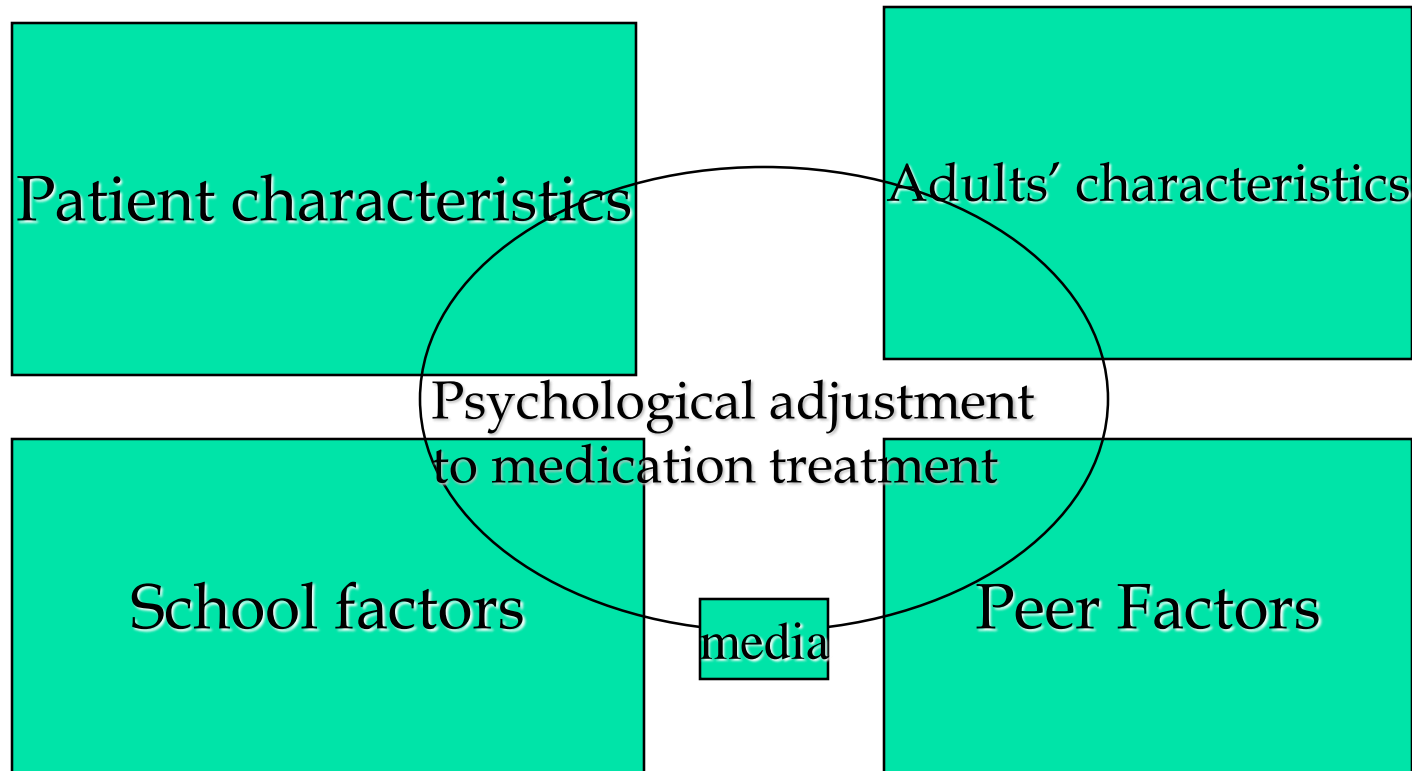 Patient characteristics
Adults’ characteristics
Psychological adjustment
to medication treatment
School factors
Peer Factors
media